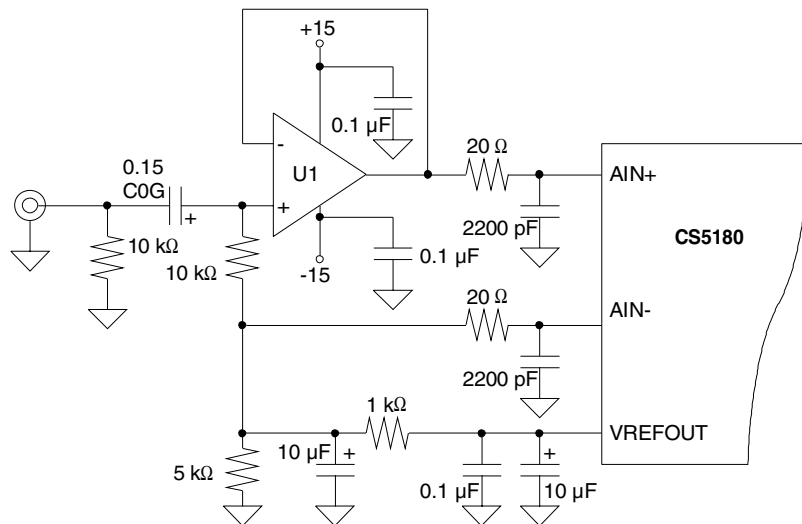 +15
0.1 µF
-
U1
+
20 Ω
AIN+
0.15
C0G
+
2200 pF
CS5180
10 kΩ
10 kΩ
-15
0.1 µF
20 Ω
AIN-
2200 pF
1 kΩ
VREFOUT
5 kΩ
10 µF
+
0.1 µF
+
10 µF